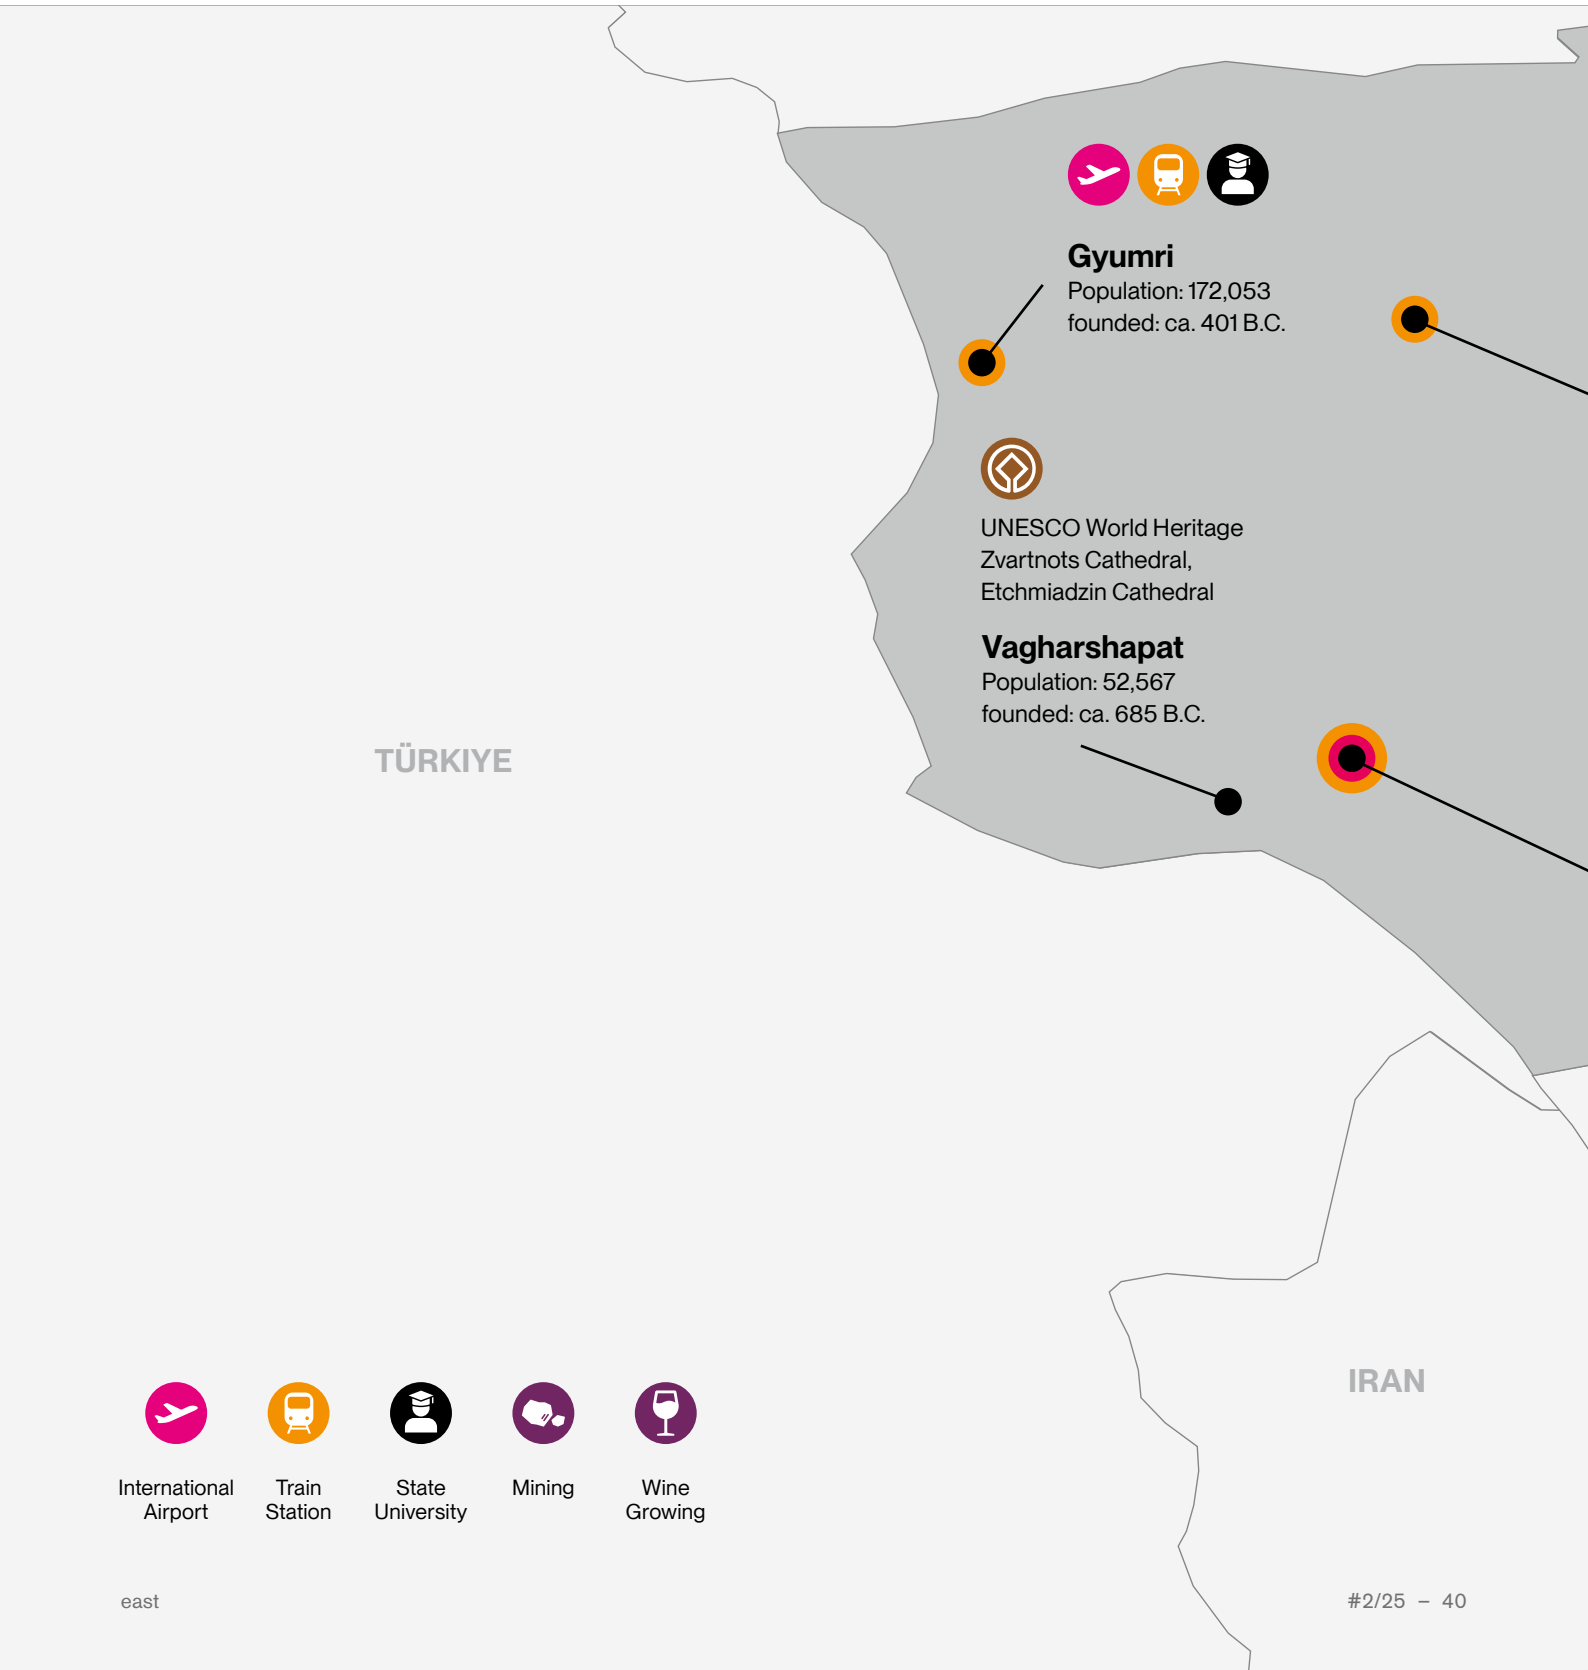 Gyumri
Population: 172,053
founded: ca. 401 B.C.
UNESCO World Heritage
Zvartnots Cathedral,
Etchmiadzin Cathedral
Vagharshapat
Population: 52,567
founded: ca. 685 B.C.
TÜRKIYE
IRAN
International
Airport
Train
Station
State
University
Mining
Wine
Growing
east
#2/25 – 40